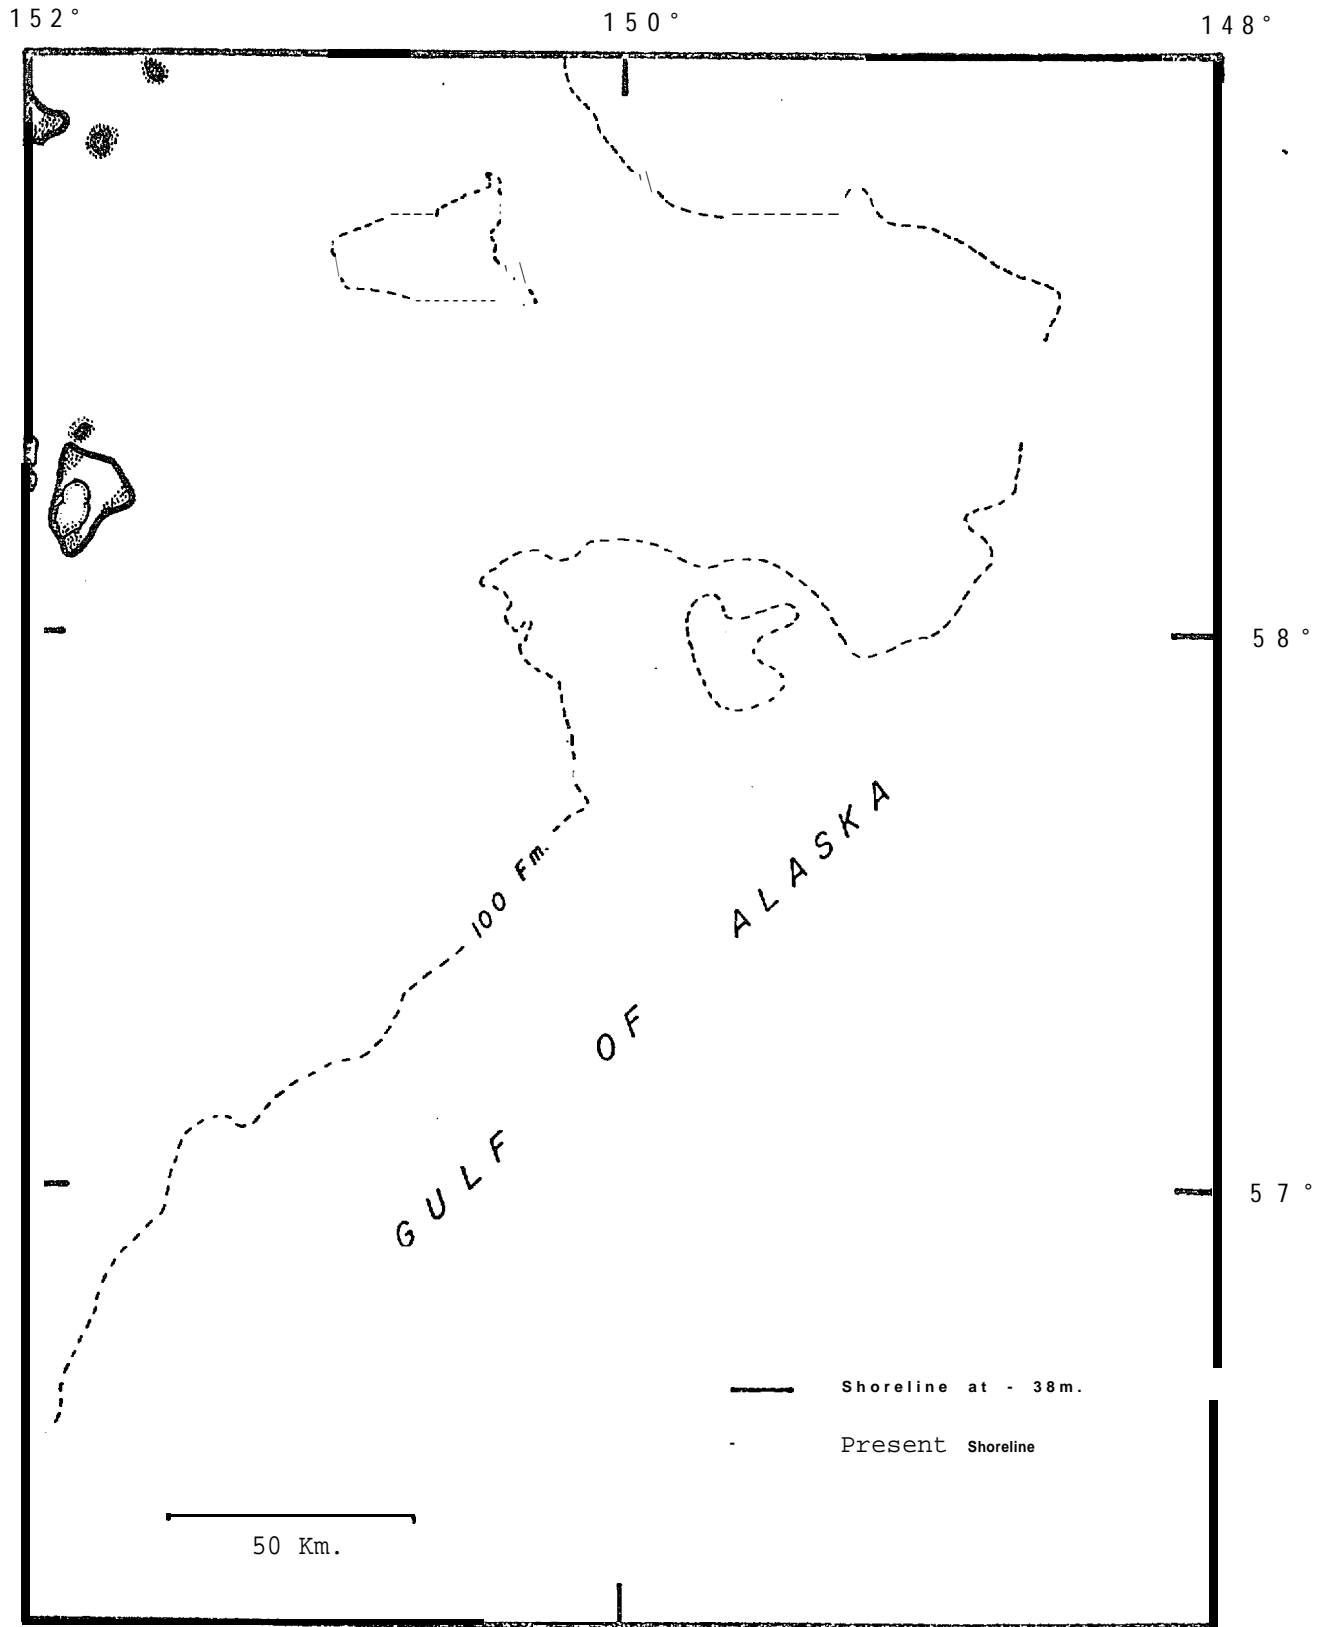 152° 150° 148°
58°
100 Fm.
GULF OF ALASKA
57°
Shoreline at - 38m.
- Present Shoreline
50 Km.